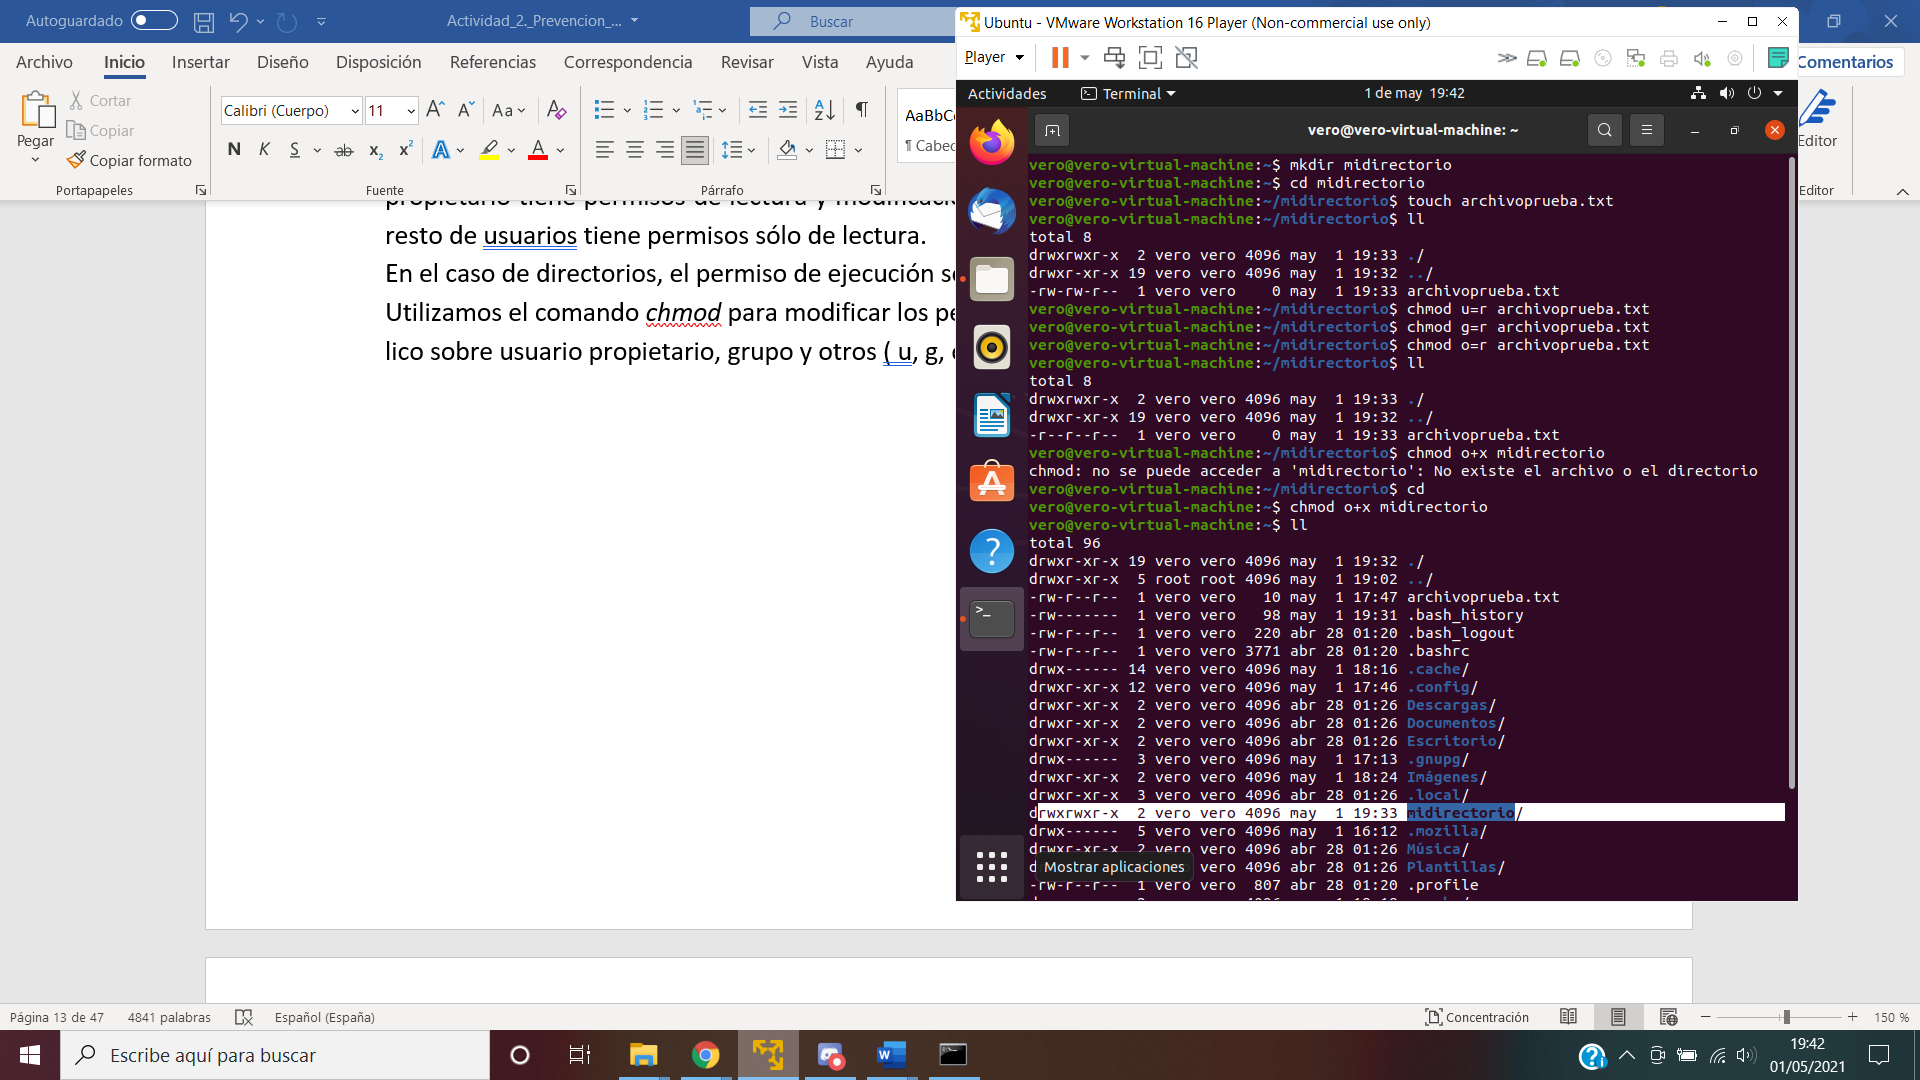 Autoguardado
Actividad_2._Prevencion_...
Buscar
Archivo Inicio Insertar Diseño Disposición Referencias Correspondencia Revisar Vista Ayuda
Comentarios
Pegar
Cortar
Copiar
Copiar formato
Portapapeles
Calibri (Cuerpo) 11
Fuente
Párrafo
AaBbCc
¶ Cabec
Editor
Editor
resto de usuarios tiene permisos sólo de lectura.
En el caso de directorios, el permiso de ejecución s
Utilizamos el comando chmod para modificar los pe
lico sobre usuario propietario, grupo y otros ( u, g,
Ubuntu - VMware Workstation 16 Player (Non-commercial use only)
Player
Actividades Terminal 1 de may 19:42
vero@vero-virtual-machine: ~
vero@vero-virtual-machine:~$ mkdir midirectorio
vero@vero-virtual-machine:~$ cd midirectorio
vero@vero-virtual-machine:~/midirectorio$ touch archivoprueba.txt
vero@vero-virtual-machine:~/midirectorio$ ll
total 8
drwxrwxr-x 2 vero vero 4096 may 1 19:33 ./
drwxr-xr-x 19 vero vero 4096 may 1 19:32 ../
-rw-rw-r-- 1 vero vero 0 may 1 19:33 archivoprueba.txt
vero@vero-virtual-machine:~/midirectorio$ chmod u=r archivoprueba.txt
vero@vero-virtual-machine:~/midirectorio$ chmod g=r archivoprueba.txt
vero@vero-virtual-machine:~/midirectorio$ chmod o=r archivoprueba.txt
vero@vero-virtual-machine:~/midirectorio$ ll
total 8
drwxrwxr-x 2 vero vero 4096 may 1 19:33 ./
drwxr-xr-x 19 vero vero 4096 may 1 19:32 ../
-r--r--r-- 1 vero vero 0 may 1 19:33 archivoprueba.txt
vero@vero-virtual-machine:~/midirectorio$ chmod o+x midirectorio
chmod: no se puede acceder a 'midirectorio': No existe el archivo o el directorio
vero@vero-virtual-machine:~/midirectorio$ cd
vero@vero-virtual-machine:~$ chmod o+x midirectorio
vero@vero-virtual-machine:~$ ll
total 96
drwxr-xr-x 19 vero vero 4096 may 1 19:32 ./
drwxr-xr-x 5 root root 4096 may 1 19:02 ../
-rw-r--r-- 1 vero vero 10 may 1 17:47 archivoprueba.txt
-rw------- 1 vero vero 98 may 1 19:31 .bash_history
-rw-r--r-- 1 vero vero 220 abr 28 01:20 .bash_logout
-rw-r--r-- 1 vero vero 3771 abr 28 01:20 .bashrc
drwx------ 14 vero vero 4096 may 1 18:16 .cache/
drwxr-xr-x 12 vero vero 4096 may 1 17:46 .config/
drwxr-xr-x 2 vero vero 4096 abr 28 01:26 Descargas/
drwxr-xr-x 2 vero vero 4096 abr 28 01:26 Documentos/
drwxr-xr-x 2 vero vero 4096 abr 28 01:26 Escritorio/
drwx------ 3 vero vero 4096 may 1 17:13 .gnupg/
drwxr-xr-x 2 vero vero 4096 may 1 18:24 Imágenes/
drwxr-xr-x 3 vero vero 4096 abr 28 01:26 .local/
drwxrwxr-x 2 vero vero 4096 may 1 19:33 midirectorio/
drwx------ 5 vero vero 4096 may 1 16:12 .mozilla/
drwxr-xr-x 2 vero vero 4096 abr 28 01:26 Música/
d 4096 abr 28 01:26 Plantillas/
Mostrar aplicaciones
-rw-r--r-- 1 vero vero 807 abr 28 01:20 .profile
Página 13 de 47 4841 palabras Español (España) Concentración 150 %
Escribe aquí para buscar
19:42
01/05/2021